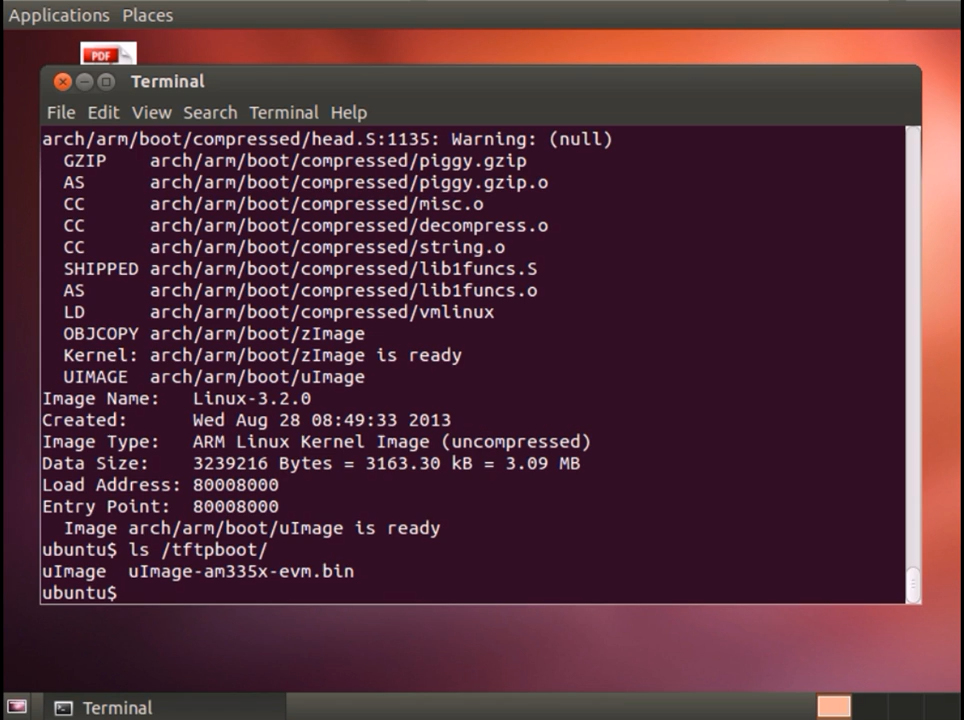 Applications Places
PDF
Terminal
File Edit View Search Terminal Help
arch/arm/boot/compressed/head.S:1135: Warning: (null)
  GZIP    arch/arm/boot/compressed/piggy.gzip
  AS      arch/arm/boot/compressed/piggy.gzip.o
  CC      arch/arm/boot/compressed/misc.o
  CC      arch/arm/boot/compressed/decompress.o
  CC      arch/arm/boot/compressed/string.o
  SHIPPED arch/arm/boot/compressed/lib1funcs.S
  AS      arch/arm/boot/compressed/lib1funcs.o
  LD      arch/arm/boot/compressed/vmlinux
  OBJCOPY arch/arm/boot/zImage
  Kernel: arch/arm/boot/zImage is ready
  UIMAGE  arch/arm/boot/uImage
Image Name:   Linux-3.2.0
Created:      Wed Aug 28 08:49:33 2013
Image Type:   ARM Linux Kernel Image (uncompressed)
Data Size:    3239216 Bytes = 3163.30 kB = 3.09 MB
Load Address: 80008000
Entry Point:  80008000
  Image arch/arm/boot/uImage is ready
ubuntu$ ls /tftpboot/
uImage  uImage-am335x-evm.bin
ubuntu$
Terminal